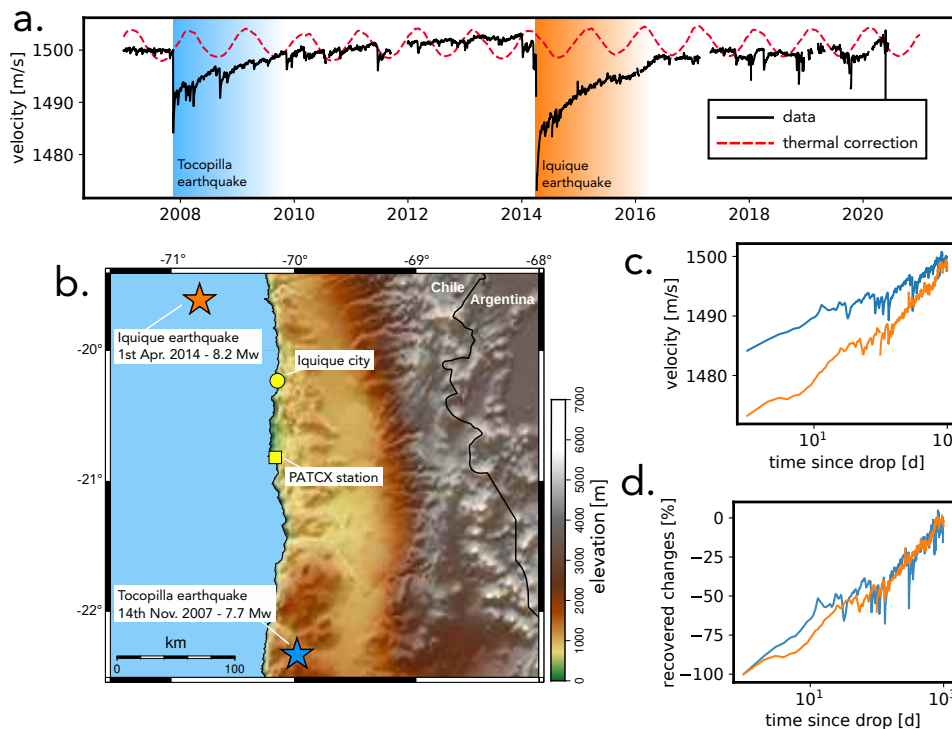 a.
velocity [m/s]
1500
1490
1480
Tocopilla
earthquake
Iquique
earthquake
data
thermal correction
2008
2010
2012
2014
2016
2018
2020
b.
-71°
-70°
-69°
-68°
-20°
-21°
-22°
Chile
Argentina
Iquique earthquake
1st Apr. 2014 - 8.2 Mw
Iquique city
PATCX station
Tocopilla earthquake
14th Nov. 2007 - 7.7 Mw
km
0
100
7000
6000
5000
4000
3000
2000
1000
0
elevation [m]
c.
velocity [m/s]
1500
1490
1480
10¹
time since drop [d]
d.
recovered changes [%]
0
−25
−50
−75
−100
10¹
time since drop [d]